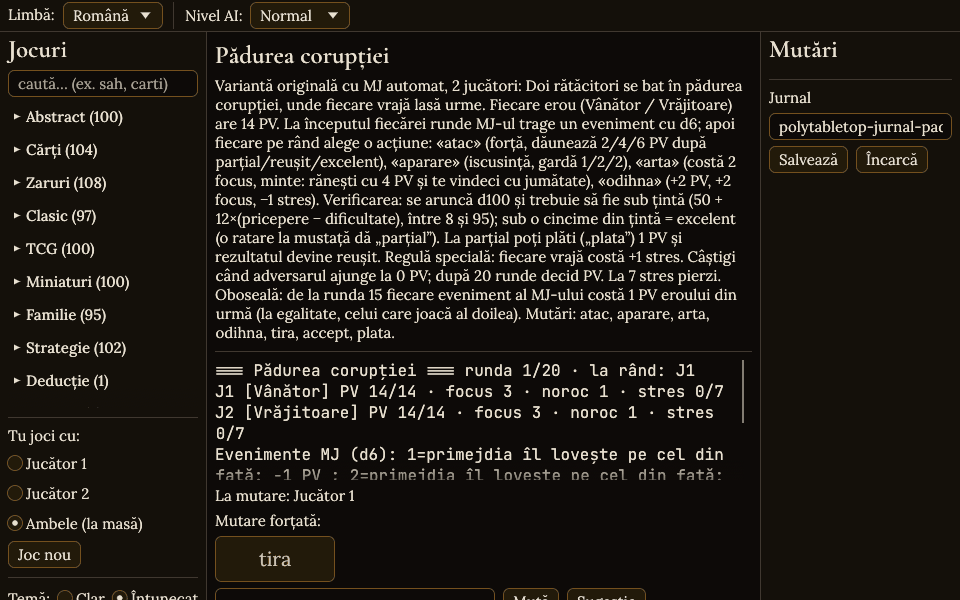 Limbă: Română ▼ Nivel AI: Normal ▼
Jocuri
caută... (ex. sah, carti)
▸ Abstract (100)
▸ Cărți (104)
▸ Zaruri (108)
▸ Clasic (97)
▸ TCG (100)
▸ Miniaturi (100)
▸ Familie (95)
▸ Strategie (102)
▸ Deducție (1)
Tu joci cu:
Jucător 1
Jucător 2
Ambele (la masă)
Joc nou
Temă: Clar Întunecat
Pădurea corupției
Variantă originală cu MJ automat, 2 jucători: Doi rătăcitori se bat în pădurea
corupției, unde fiecare vrajă lasă urme. Fiecare erou (Vânător / Vrăjitoare)
are 14 PV. La începutul fiecărei runde MJ-ul trage un eveniment cu d6; apoi
fiecare pe rând alege o acțiune: «atac» (forță, dăunează 2/4/6 PV după
parțial/reușit/excelent), «aparare» (iscusință, gardă 1/2/2), «arta» (costă 2
focus, minte: rănești cu 4 PV și te vindeci cu jumătate), «odihna» (+2 PV, +2
focus, −1 stres). Verificarea: se aruncă d100 și trebuie să fie sub țintă (50 +
12×(pricepere − dificultate), între 8 și 95); sub o cincime din țintă = excelent
(o ratare la mustață dă „parțial”). La parțial poți plăti („plata”) 1 PV și
rezultatul devine reușit. Regulă specială: fiecare vrajă costă +1 stres. Câștigi
când adversarul ajunge la 0 PV; după 20 runde decid PV. La 7 stres pierzi.
Oboseală: de la runda 15 fiecare eveniment al MJ-ului costă 1 PV eroului din
urmă (la egalitate, celui care joacă al doilea). Mutări: atac, aparare, arta,
odihna, tira, accept, plata.
═══ Pădurea corupției ═══ runda 1/20 · la rând: J1
J1 [Vânător] PV 14/14 · focus 3 · noroc 1 · stres 0/7
J2 [Vrăjitoare] PV 14/14 · focus 3 · noroc 1 · stres
0/7
Evenimente MJ (d6): 1=primejdia îl lovește pe cel din
față: -1 PV ; 2=primejdia îl lovește pe cel din față:
La mutare: Jucător 1
Mutare forțată:
tira
Mută Sugestie
Mutări
Jurnal
polytabletop-jurnal-pad
Salvează Încarcă